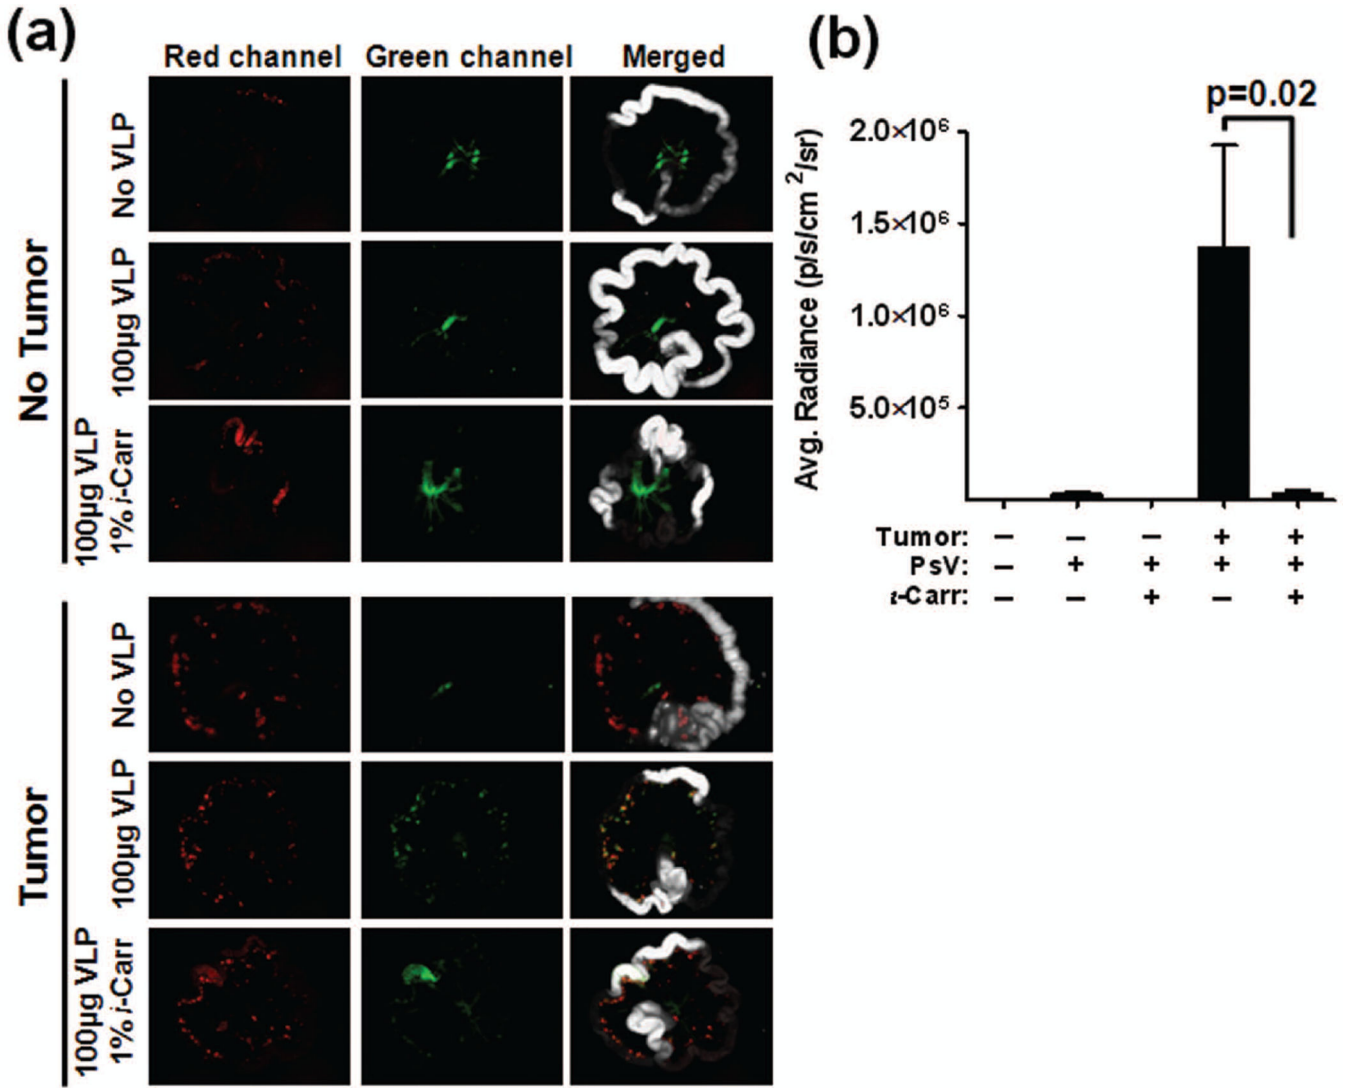 (a)
Red channel Green channel Merged
No Tumor
No VLP
100µg VLP
100µg VLP
1% i-Carr
Tumor
No VLP
100µg VLP
100µg VLP
1% i-Carr
(b)
p=0.02
Avg. Radiance (p/s/cm²/sr)
2.0×10⁶
1.5×10⁶
1.0×10⁶
5.0×10⁵
Tumor: – – – + +
PsV: – + + + +
ɩ-Carr: – – + – +